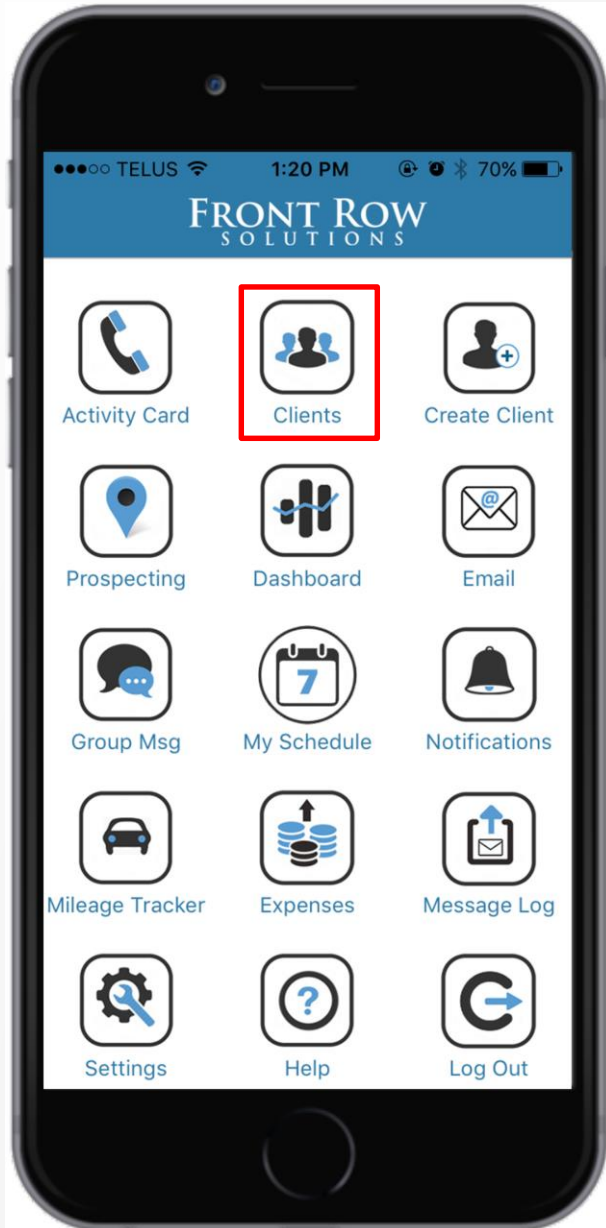 TELUS 1:20 PM 70%
FRONT ROW
SOLUTIONS
Activity Card Clients Create Client
@
Prospecting Dashboard Email
7
Group Msg My Schedule Notifications
Mileage Tracker Expenses Message Log
?
Settings Help Log Out